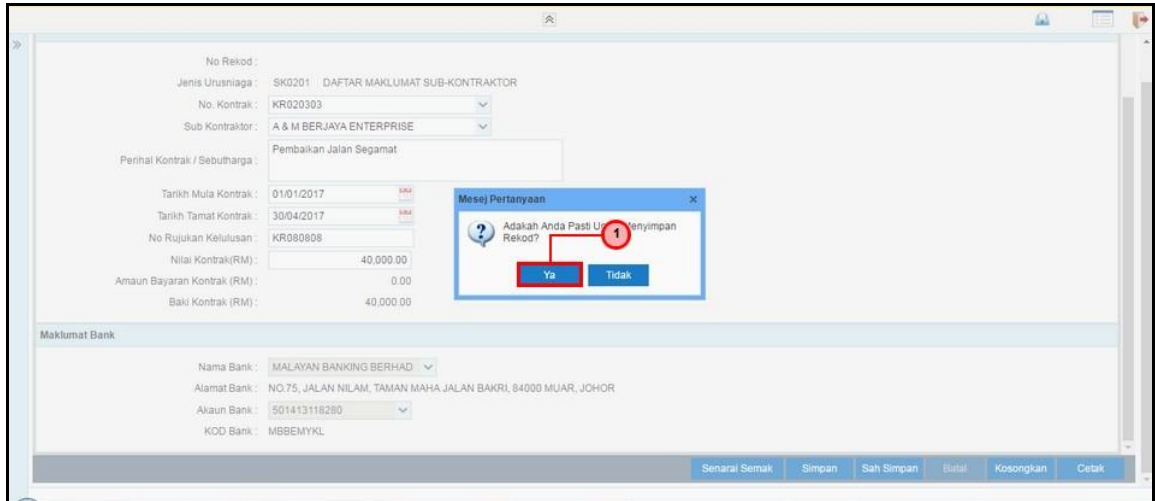 No Rekod :
Jenis Urusniaga : SK0201 DAFTAR MAKLUMAT SUB-KONTRAKTOR
No. Kontrak : KR020303
Sub Kontraktor : A & M BERJAYA ENTERPRISE
Perihal Kontrak / Sebutharga : Pembaikan Jalan Segamat
Tarikh Mula Kontrak : 01/01/2017
Tarikh Tamat Kontrak : 30/04/2017
No Rujukan Kelulusan : KR080808
Nilai Kontrak(RM) : 40,000.00
Amaun Bayaran Kontrak (RM) : 0.00
Baki Kontrak (RM) : 40,000.00
Mesej Pertanyaan
Adakah Anda Pasti Menyimpan
Rekod?
1
Ya Tidak
Maklumat Bank
Nama Bank : MALAYAN BANKING BERHAD
Alamat Bank : NO.75, JALAN NILAM, TAMAN MAHA JALAN BAKRI, 84000 MUAR, JOHOR
Akaun Bank : 501413118280
KOD Bank : MBBEMYKL
Senarai Semak Simpan Sah Simpan Batal Kosongkan Cetak